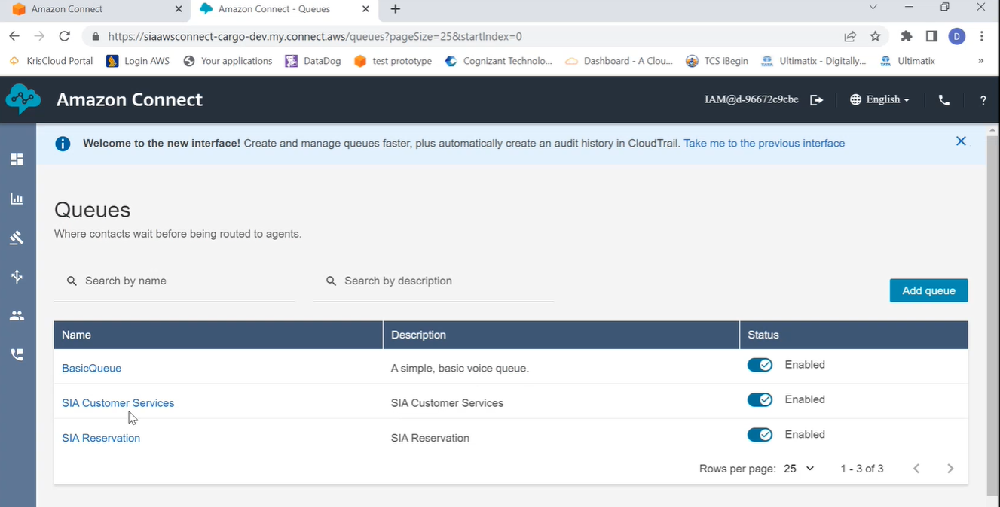 Amazon Connect
Amazon Connect - Queues
https://siaawsconnect-cargo-dev.my.connect.aws/queues?pageSize=25&startIndex=0
D
KrisCloud Portal Login AWS Your applications DataDog test prototype Cognizant Technolo... Dashboard - A Clou... TCS iBegin Ultimatix - Digitally... Ultimatix »
Amazon Connect
IAM@d-96672c9cbe English ?
Welcome to the new interface! Create and manage queues faster, plus automatically create an audit history in CloudTrail. Take me to the previous interface
Queues
Where contacts wait before being routed to agents.
Search by name Search by description
Add queue
Name Description Status
BasicQueue A simple, basic voice queue. Enabled
SIA Customer Services SIA Customer Services Enabled
SIA Reservation SIA Reservation Enabled
Rows per page: 25 1 - 3 of 3